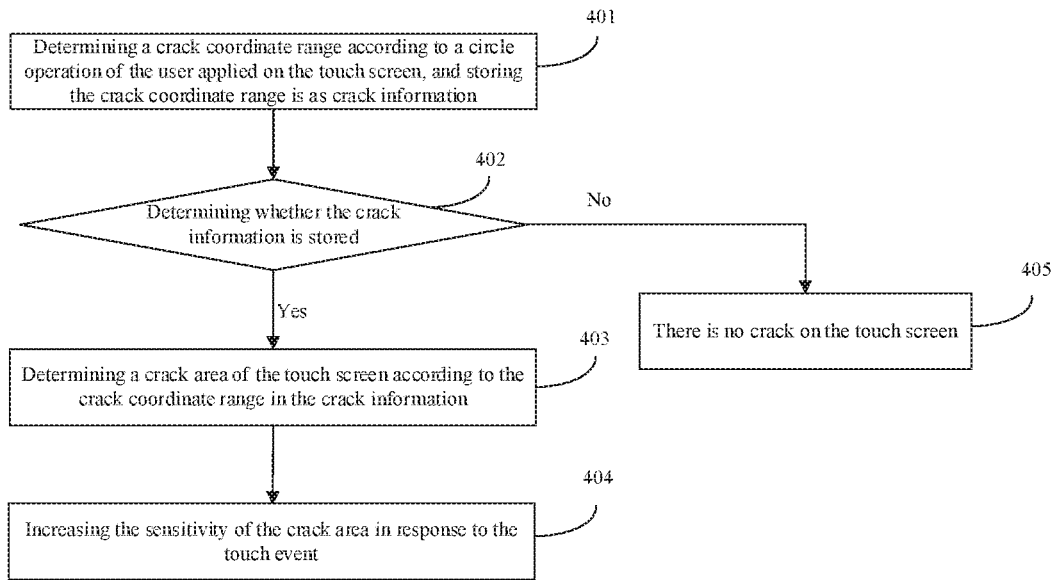 401
Determining a crack coordinate range according to a circle
operation of the user applied on the touch screen, and storing
the crack coordinate range is as crack information
402
Determining whether the crack
information is stored
No
Yes
405
There is no crack on the touch screen
403
Determining a crack area of the touch screen according to the
crack coordinate range in the crack information
404
Increasing the sensitivity of the crack area in response to the
touch event